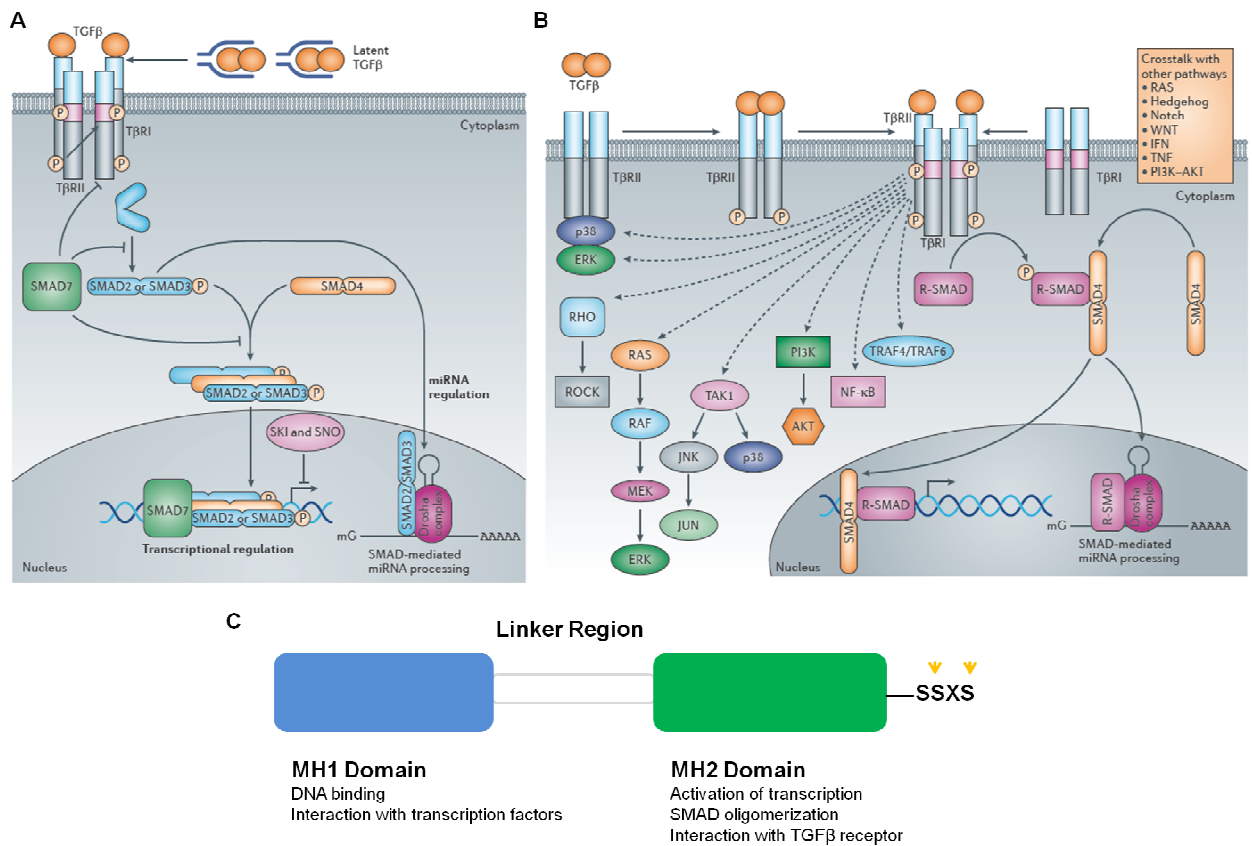 A
TGFβ
Latent
TGFβ
P
P
Cytoplasm
TβRI
P
P
TβRII
SMAD7
SMAD2 or SMAD3
P
SMAD4
P
SMAD2 or SMAD3
P
miRNA
regulation
SKI and SNO
SMAD2/SMAD3
Drosha
complex
P
SMAD7
SMAD2 or SMAD3
P
Transcriptional regulation
mG
AAAAA
SMAD-mediated
miRNA processing
Nucleus
B
TGFβ
TβRII
TβRII
P
P
TβRII
P
P
P
P
TβRI
TβRI
Crosstalk with
other pathways
• RAS
• Hedgehog
• Notch
• WNT
• IFN
• TNF
• PI3K–AKT
Cytoplasm
p38
ERK
RHO
ROCK
RAS
RAF
MEK
ERK
TAK1
JNK
p38
JUN
PI3K
AKT
NF-κB
TRAF4/TRAF6
R-SMAD
P
R-SMAD
SMAD4
SMAD4
SMAD4
R-SMAD
R-SMAD
Drosha
complex
mG
AAAAA
SMAD-mediated
miRNA processing
Nucleus
C
Linker Region
SSXS
MH1 Domain
DNA binding
Interaction with transcription factors
MH2 Domain
Activation of transcription
SMAD oligomerization
Interaction with TGFβ receptor